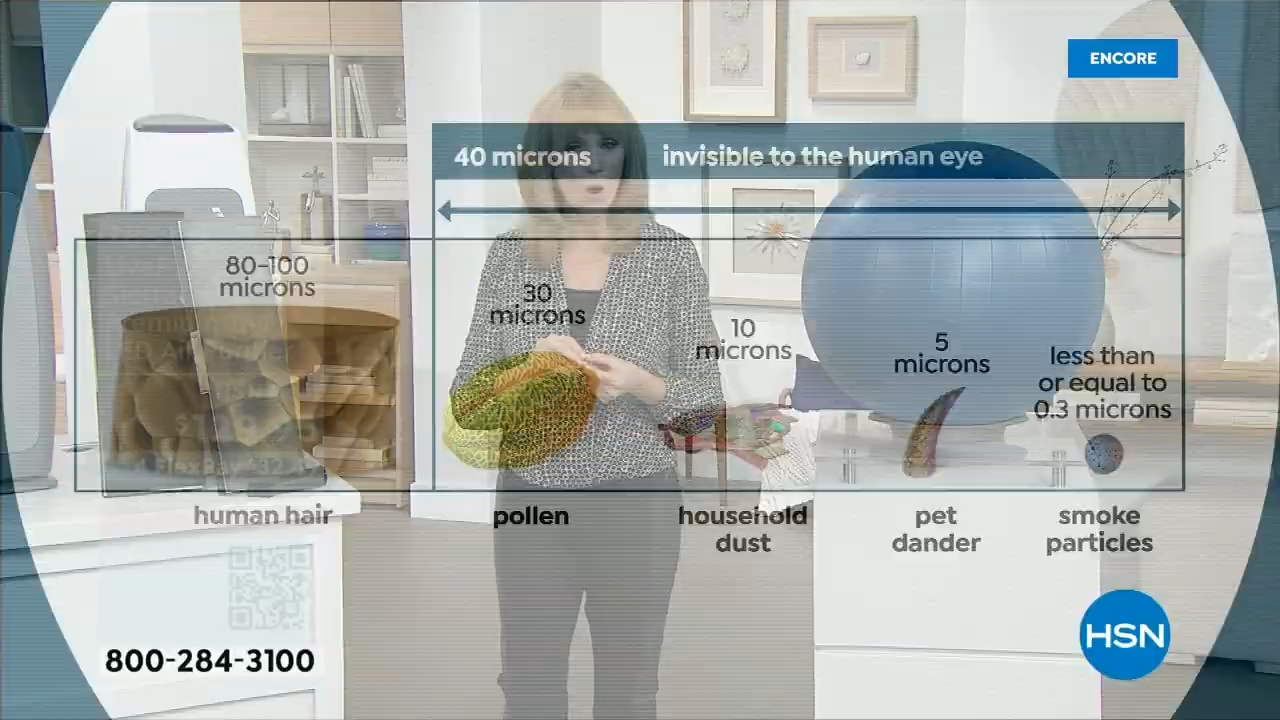 ENCORE
40 microns
invisible to the human eye
80-100
microns
30
microns
10
microns
5
microns
less than
or equal to
0.3 microns
human hair
pollen
household
dust
pet
dander
smoke
particles
800-284-3100
HSN